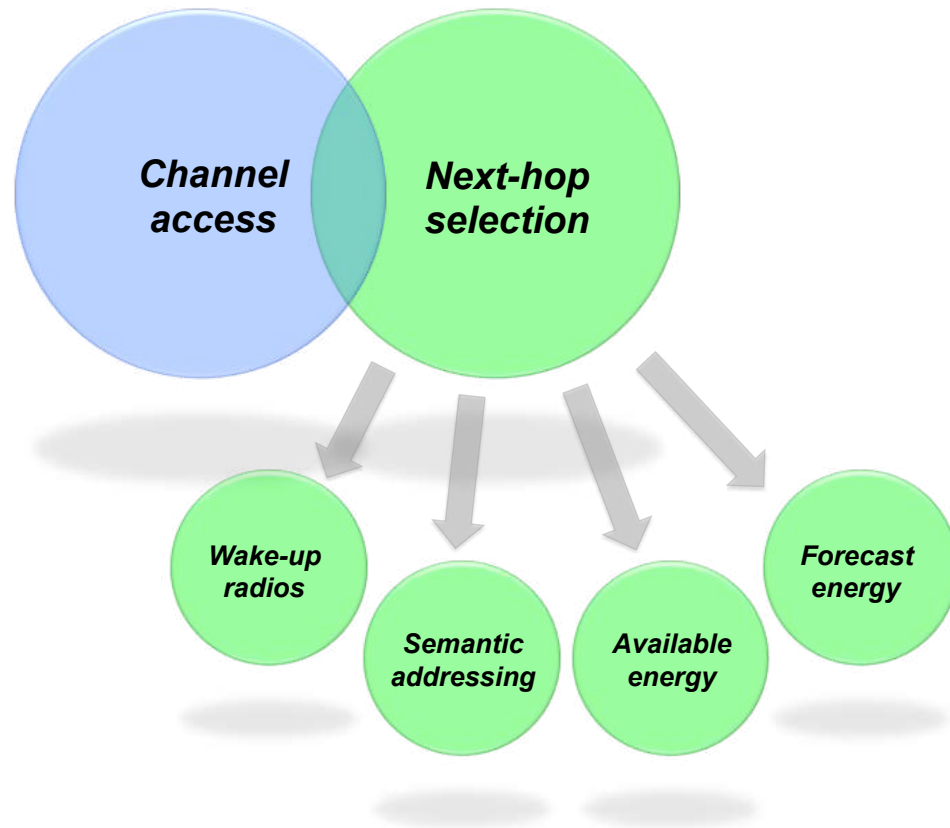 Channel
access
Next-hop
selection
Wake-up
radios
Semantic
addressing
Available
energy
Forecast
energy